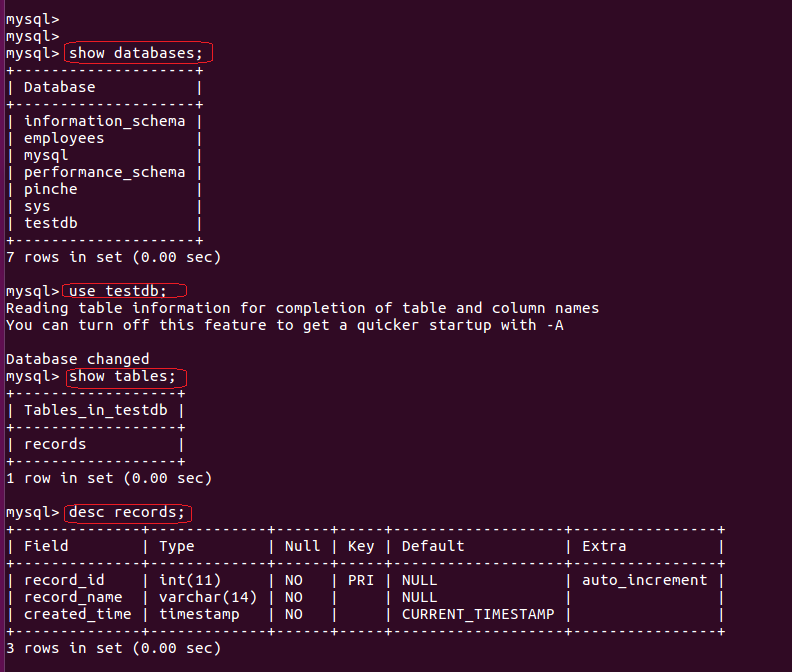 mysql>
mysql>
mysql> show databases;
+--------------------+
| Database           |
+--------------------+
| information_schema |
| employees          |
| mysql              |
| performance_schema |
| pinche             |
| sys                |
| testdb             |
+--------------------+
7 rows in set (0.00 sec)
mysql> use testdb;
Reading table information for completion of table and column names
You can turn off this feature to get a quicker startup with -A
Database changed
mysql> show tables;
+------------------+
| Tables_in_testdb |
+------------------+
| records          |
+------------------+
1 row in set (0.00 sec)
mysql> desc records;
+--------------+-------------+------+-----+-------------------+----------------+
| Field        | Type        | Null | Key | Default           | Extra          |
+--------------+-------------+------+-----+-------------------+----------------+
| record_id    | int(11)     | NO   | PRI | NULL              | auto_increment |
| record_name  | varchar(14) | NO   |     | NULL              |                |
| created_time | timestamp   | NO   |     | CURRENT_TIMESTAMP |                |
+--------------+-------------+------+-----+-------------------+----------------+
3 rows in set (0.00 sec)